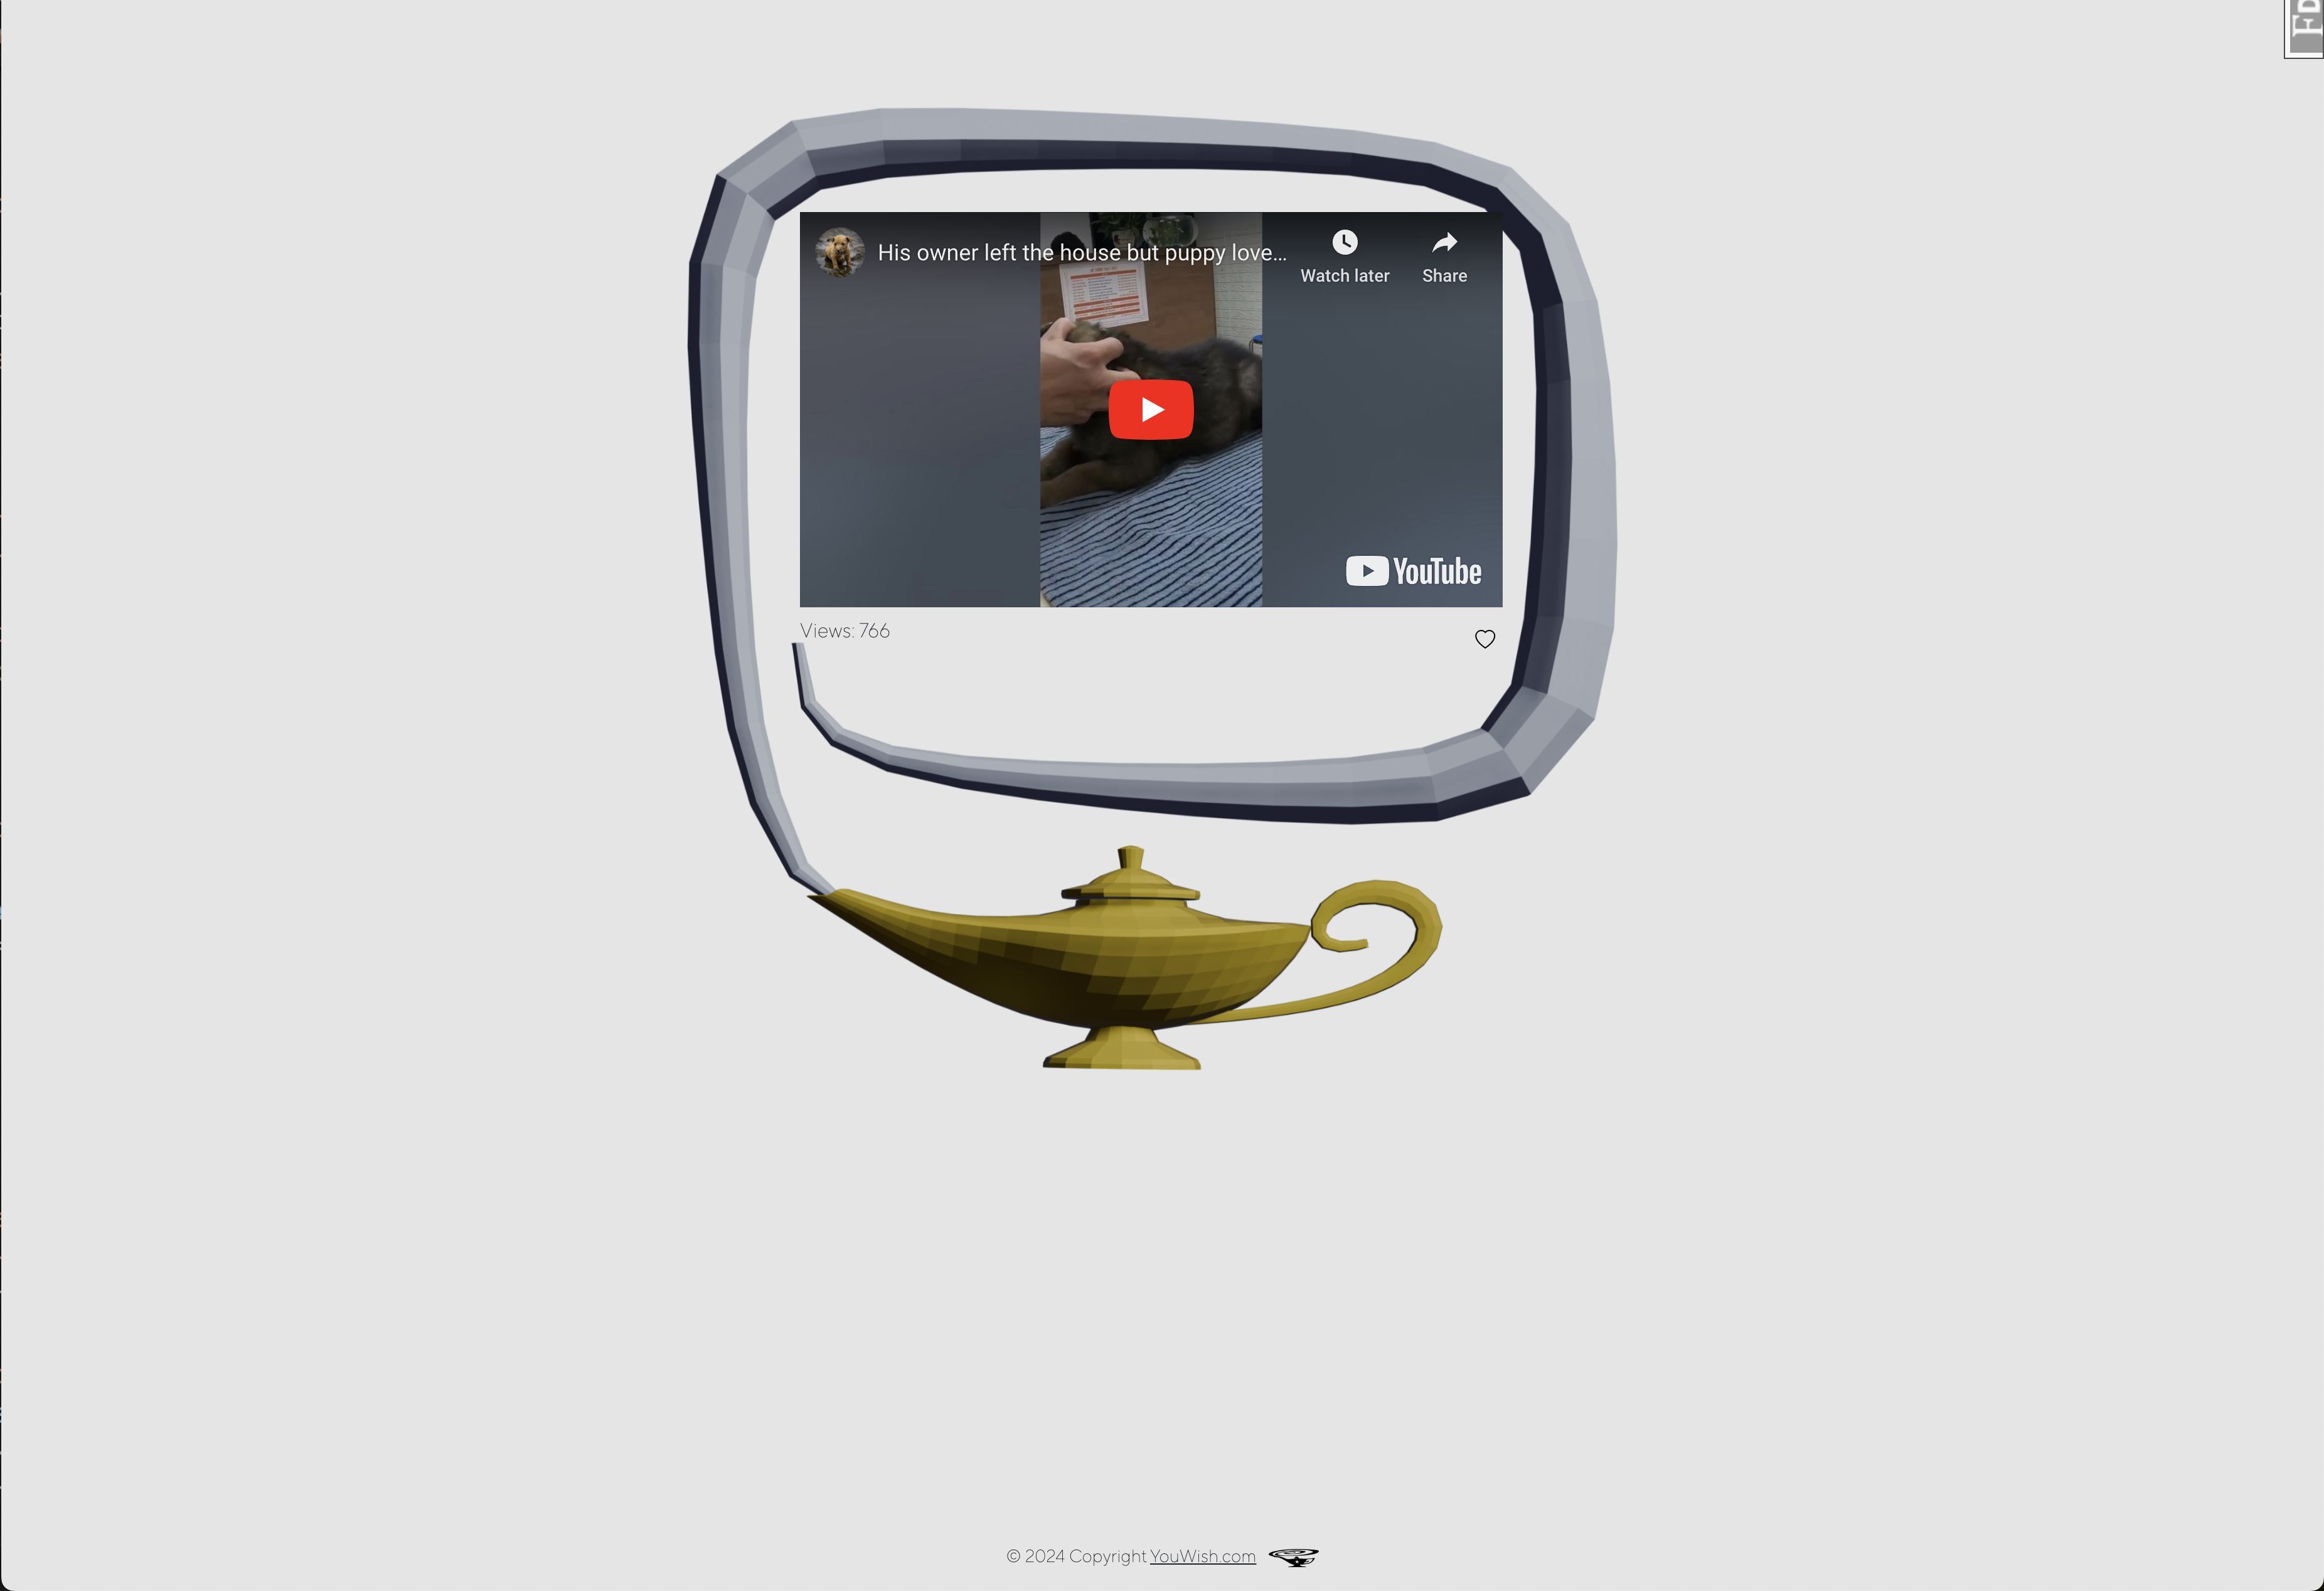 His owner left the house but puppy love...
Watch later
Share
YouTube
Views: 766
© 2024 Copyright YouWish.com